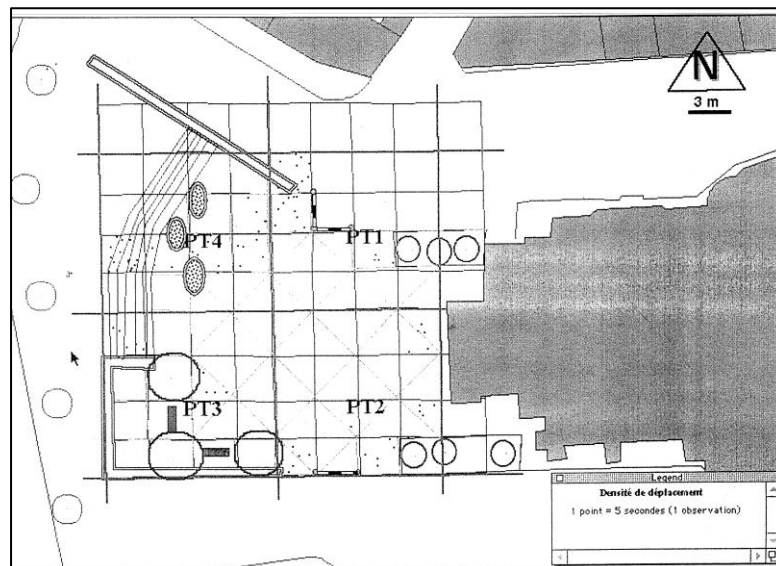 N
3 m
PT4
PT1
PT3
PT2
Legend
Densité de déplacement
1 point = 5 secondes (1 observation)